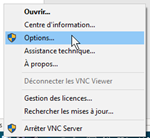 Ouvrir...
Centre d'information...
Options...
Assistance technique...
À propos...
Déconnecter les VNC Viewer
Gestion des licences...
Rechercher les mises à jour...
Arrêter VNC Server